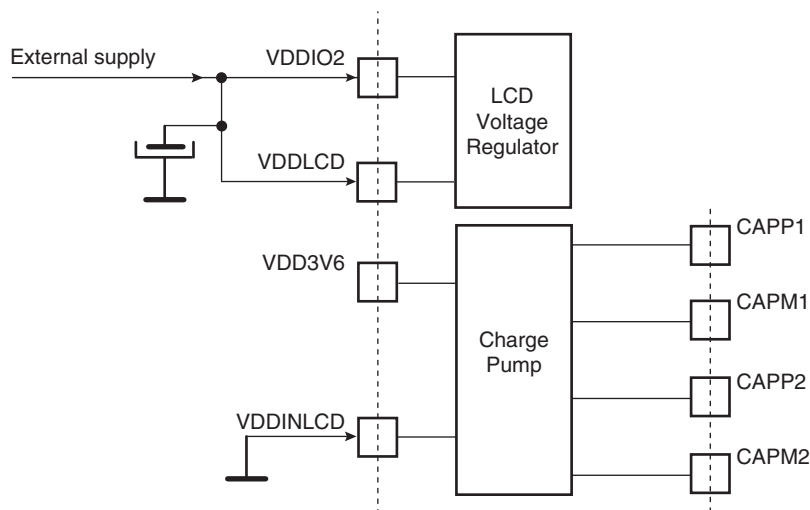 External supply
VDDIO2
LCD
Voltage
Regulator
VDDLCD
VDD3V6
VDDINLCD
Charge
Pump
CAPP1
CAPM1
CAPP2
CAPM2